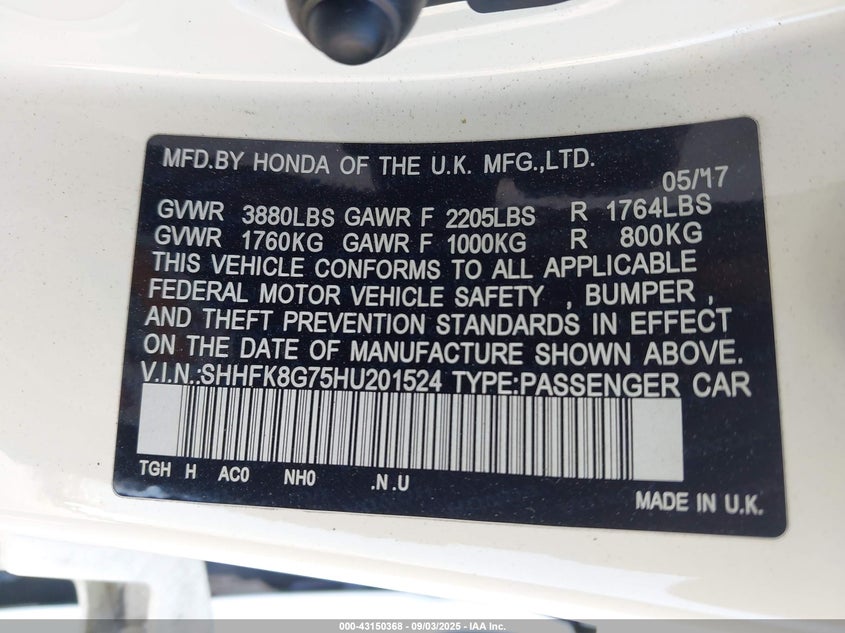 MFD.BY HONDA OF THE U.K. MFG.,LTD.
05/17
GVWR 3880LBS GAWR F 2205LBS R 1764LBS
GVWR 1760KG GAWR F 1000KG R 800KG
THIS VEHICLE CONFORMS TO ALL APPLICABLE
FEDERAL MOTOR VEHICLE SAFETY , BUMPER ,
AND THEFT PREVENTION STANDARDS IN EFFECT
ON THE DATE OF MANUFACTURE SHOWN ABOVE.
V.I.N.:SHHFK8G75HU201524 TYPE:PASSENGER CAR
TGH H AC0 NH0 .N .U
MADE IN U.K.
000-43150368 - 09/03/2025 - IAA Inc.